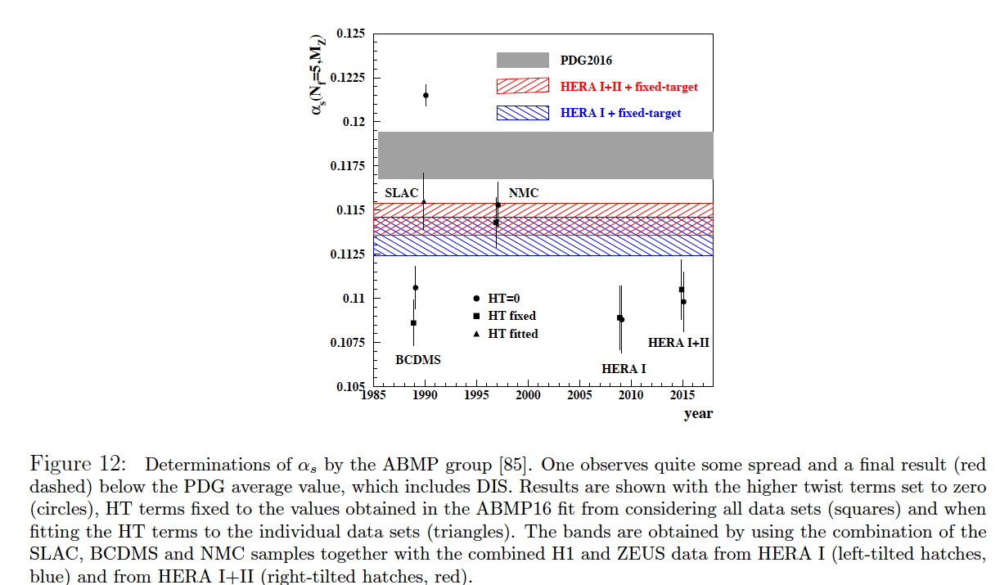 0.125
α_s(N_f=5,M_Z)
PDG2016
0.1225
HERA I+II + fixed-target
HERA I + fixed-target
0.12
0.1175
SLAC
NMC
0.115
0.1125
0.11
HT=0
HT fixed
HT fitted
0.1075
HERA I+II
BCDMS
HERA I
0.105
1985 1990 1995 2000 2005 2010 2015
year
Figure 12: Determinations of α_s by the ABMP group [85]. One observes quite some spread and a final result (red
dashed) below the PDG average value, which includes DIS. Results are shown with the higher twist terms set to zero
(circles), HT terms fixed to the values obtained in the ABMP16 fit from considering all data sets (squares) and when
fitting the HT terms to the individual data sets (triangles). The bands are obtained by using the combination of the
SLAC, BCDMS and NMC samples together with the combined H1 and ZEUS data from HERA I (left-tilted hatches,
blue) and from HERA I+II (right-tilted hatches, red).